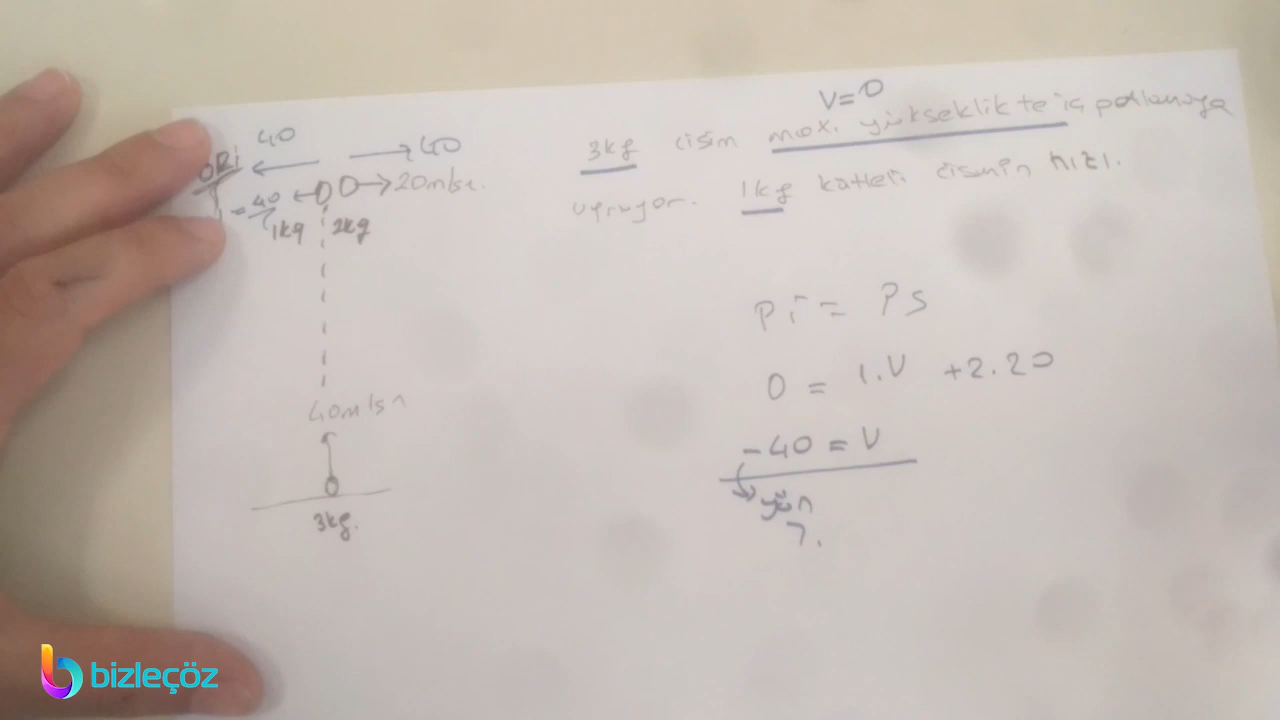 V=0
3kg cisim max. yükseklikte iç patlamaya
uğruyor. 1kg kütleli cismin hızı.
40
40
20m/sn.
= 40
1kg
2kg
Pi = Ps
0 = 1.V + 2.20
-40 = V
yön
40m/sn
3kg.
bizleçöz